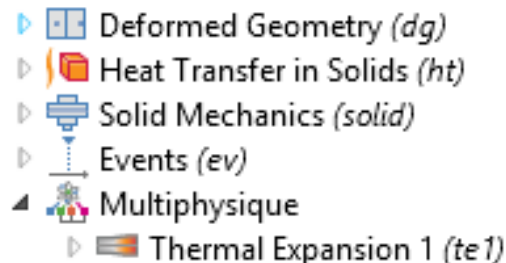 Deformed Geometry (dg)
Heat Transfer in Solids (ht)
Solid Mechanics (solid)
Events (ev)
Multiphysique
Thermal Expansion 1 (te1)